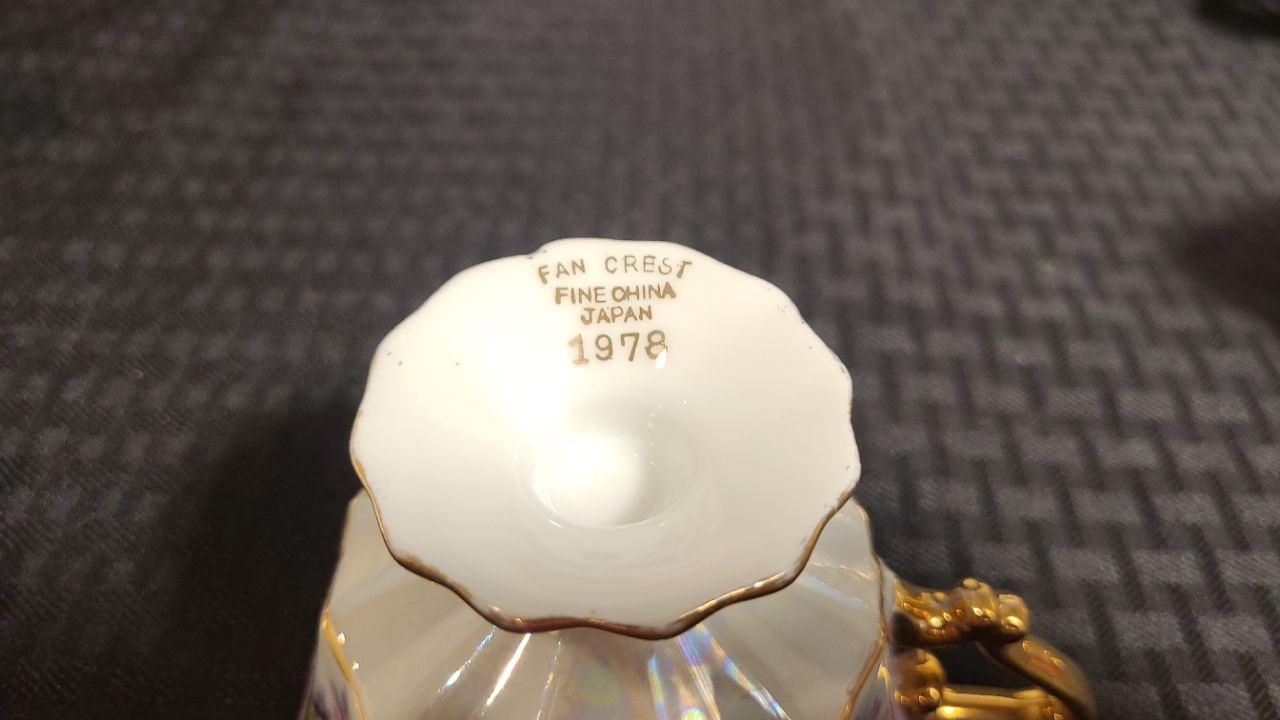 FAN CREST
FINE CHINA
JAPAN
1978